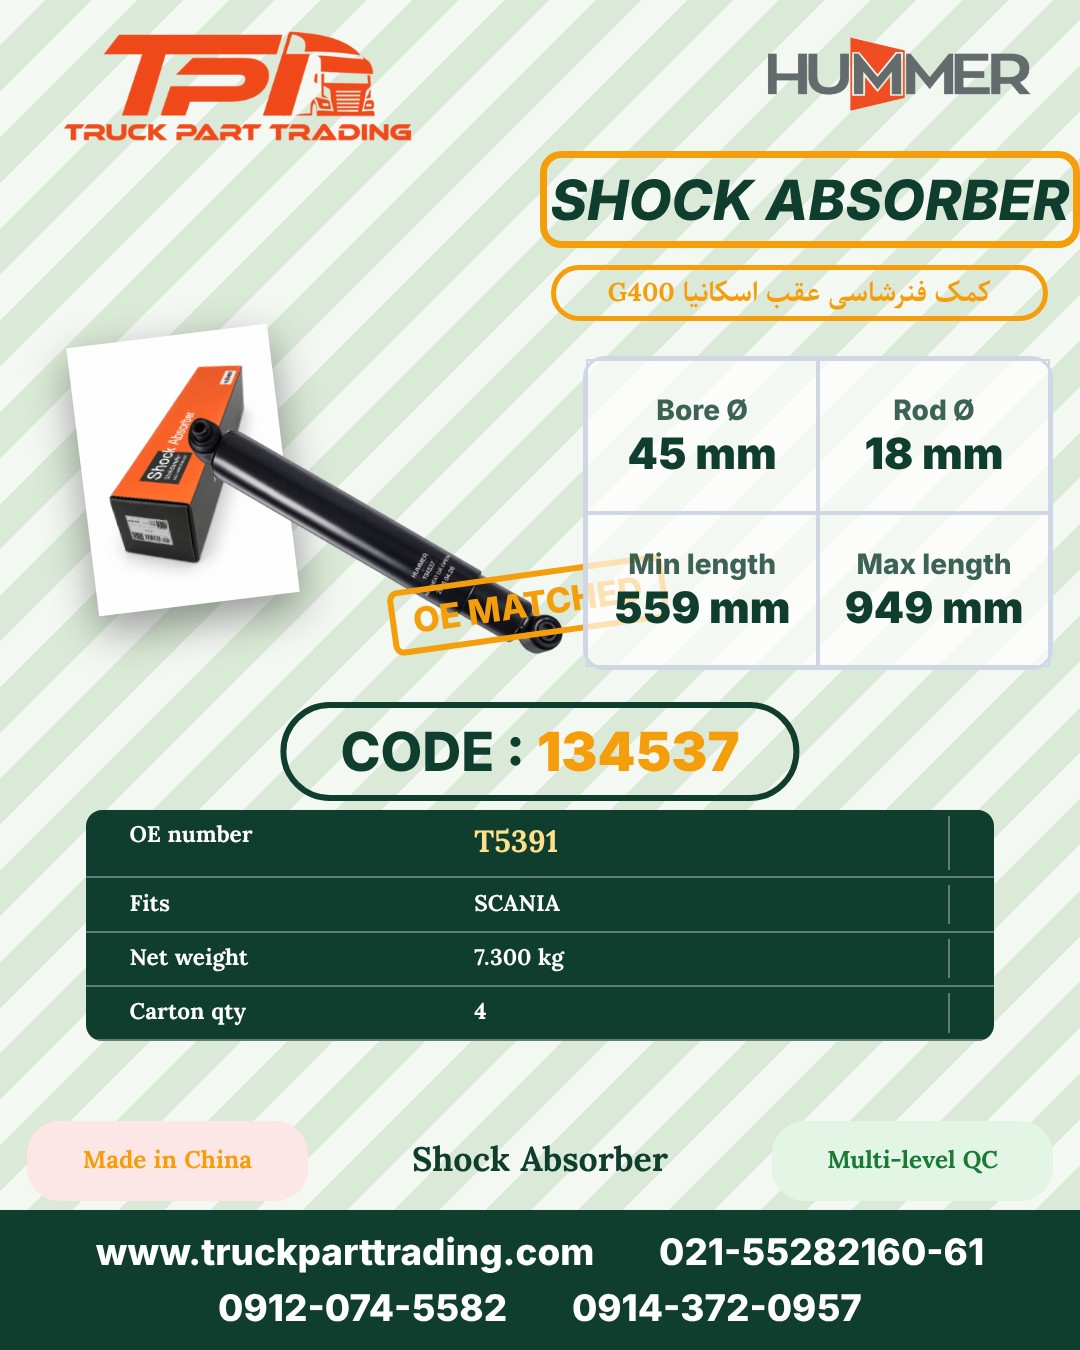 TPT
TRUCK PART TRADING
HUMMER
SHOCK ABSORBER
کمک فنرشاسی عقب اسکانیا G400
Bore Ø
45 mm
Rod Ø
18 mm
Min length
559 mm
Max length
949 mm
Shock Absorber
HUMMER
134537
OE MATCHED
CODE : 134537
OE number
T5391
Fits
SCANIA
Net weight
7.300 kg
Carton qty
4
Made in China
Shock Absorber
Multi-level QC
www.truckparttrading.com
021-55282160-61
0912-074-5582
0914-372-0957